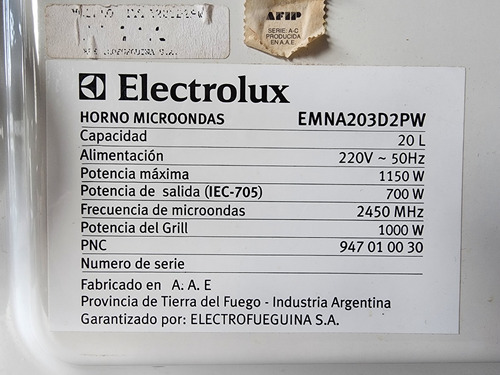 AFIP
SERIE. A-C
PRODUCIDA
EN A.A.E.
Electrolux
HORNO MICROONDAS EMNA203D2PW
Capacidad 20 L
Alimentación 220V ~ 50Hz
Potencia máxima 1150 W
Potencia de salida (IEC-705) 700 W
Frecuencia de microondas 2450 MHz
Potencia del Grill 1000 W
PNC 947 01 00 30
Numero de serie
Fabricado en A. A. E
Provincia de Tierra del Fuego - Industria Argentina
Garantizado por: ELECTROFUEGUINA S.A.